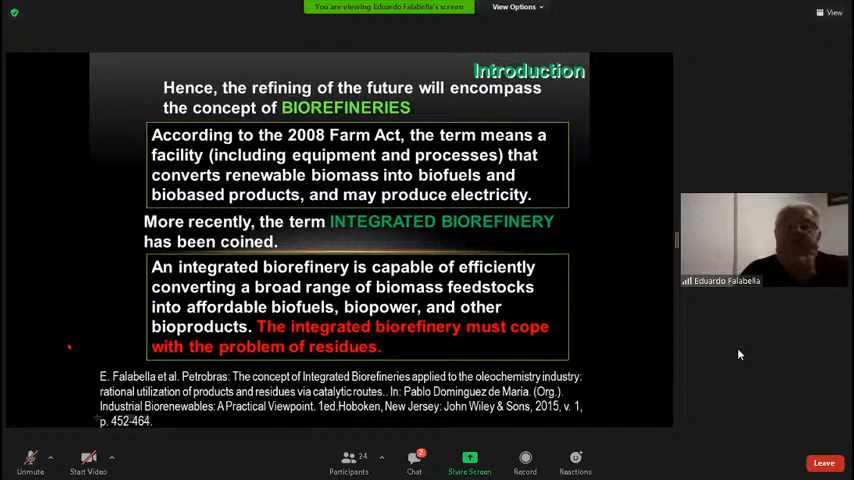 You are viewing Eduardo Falabella's screen
View Options
View
Introduction
Hence, the refining of the future will encompass
the concept of BIOREFINERIES
According to the 2008 Farm Act, the term means a
facility (including equipment and processes) that
converts renewable biomass into biofuels and
biobased products, and may produce electricity.
More recently, the term INTEGRATED BIOREFINERY
has been coined.
An integrated biorefinery is capable of efficiently
converting a broad range of biomass feedstocks
into affordable biofuels, biopower, and other
bioproducts. The integrated biorefinery must cope
with the problem of residues.
E. Falabella et al. Petrobras: The concept of Integrated Biorefineries applied to the oleochemistry industry:
rational utilization of products and residues via catalytic routes.. In: Pablo Dominguez de Maria. (Org.).
Industrial Biorenewables: A Practical Viewpoint. 1ed.Hoboken, New Jersey: John Wiley & Sons, 2015, v. 1,
p. 452-464.
Eduardo Falabella
Unmute
Start Video
24
Participants
2
Chat
Share Screen
Record
Reactions
Leave